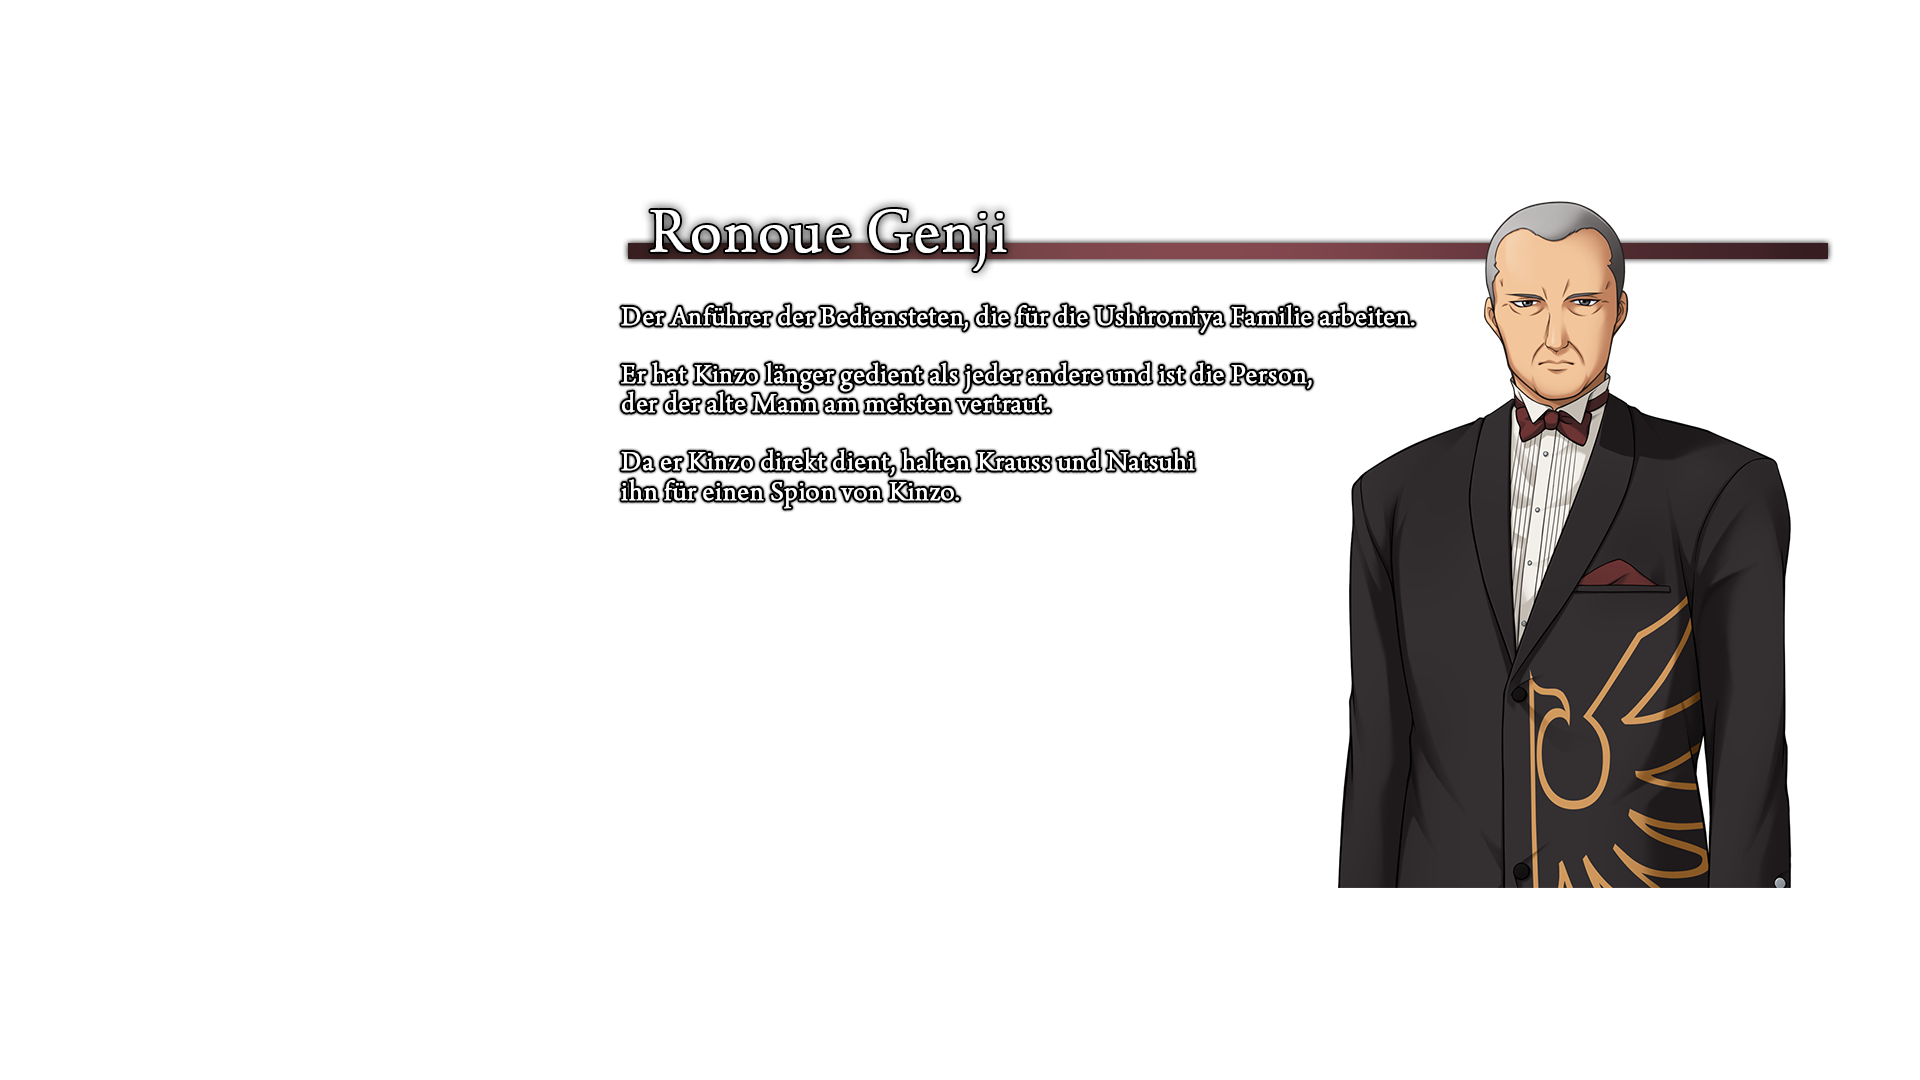 Ronoue Genji
Der Anführer der Bediensteten, die für die Ushiromiya Familie arbeiten.
Er hat Kinzo länger gedient als jeder andere und ist die Person,
der der alte Mann am meisten vertraut.
Da er Kinzo direkt dient, halten Krauss und Natsuhi
ihn für einen Spion von Kinzo.